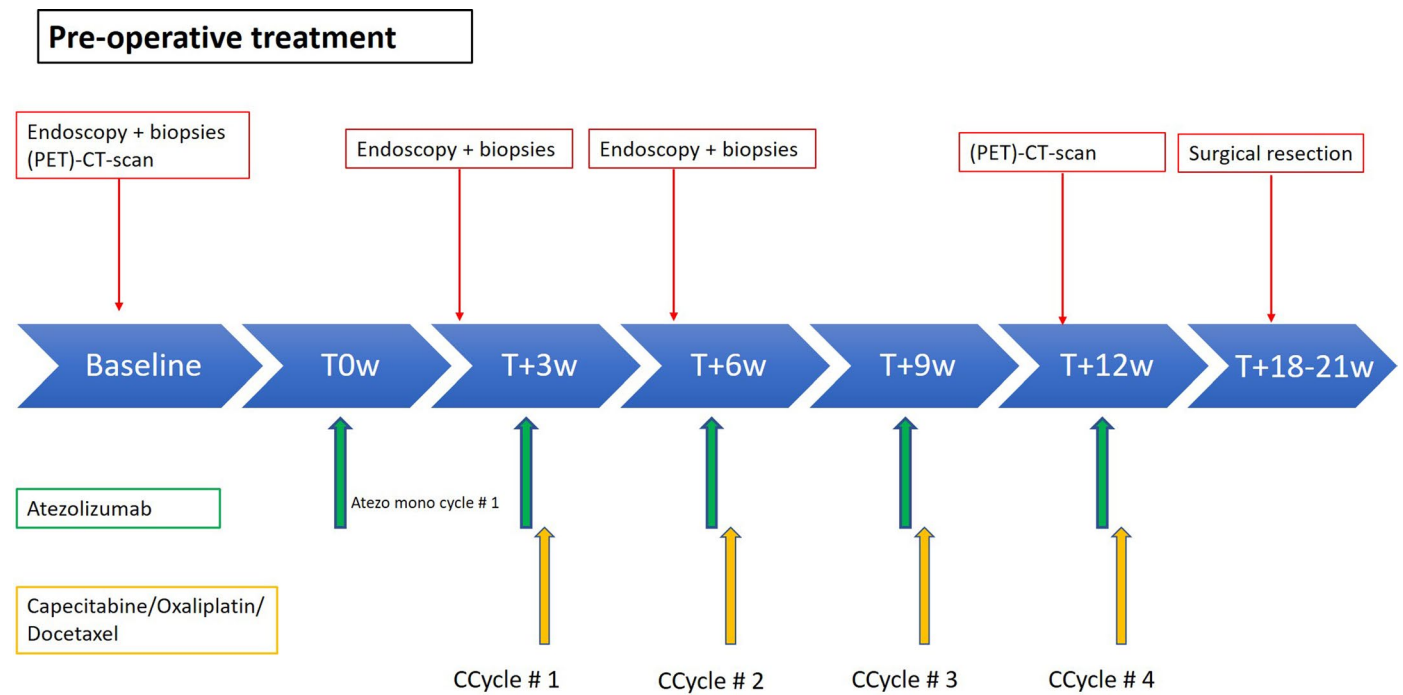 Pre-operative treatment
Endoscopy + biopsies
(PET)-CT-scan
Endoscopy + biopsies
Endoscopy + biopsies
(PET)-CT-scan
Surgical resection
Baseline
T0w
T+3w
T+6w
T+9w
T+12w
T+18-21w
Atezolizumab
Atezo mono cycle # 1
Capecitabine/Oxaliplatin/
Docetaxel
CCycle # 1
CCycle # 2
CCycle # 3
CCycle # 4